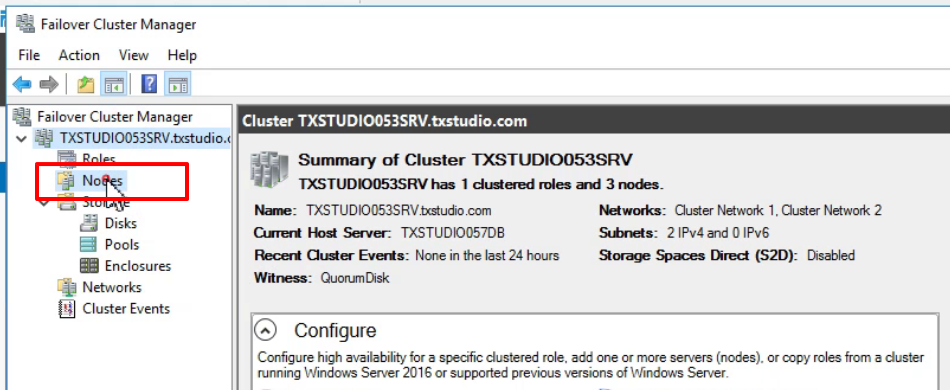 Failover Cluster Manager
File Action View Help
Failover Cluster Manager
TXSTUDIO053SRV.txstudio.c
Roles
Nodes
Storage
Disks
Pools
Enclosures
Networks
Cluster Events
Cluster TXSTUDIO053SRV.txstudio.com
Summary of Cluster TXSTUDIO053SRV
TXSTUDIO053SRV has 1 clustered roles and 3 nodes.
Name: TXSTUDIO053SRV.txstudio.com
Networks: Cluster Network 1, Cluster Network 2
Current Host Server: TXSTUDIO057DB
Subnets: 2 IPv4 and 0 IPv6
Recent Cluster Events: None in the last 24 hours
Storage Spaces Direct (S2D): Disabled
Witness: QuorumDisk
Configure
Configure high availability for a specific clustered role, add one or more servers (nodes), or copy roles from a cluster
running Windows Server 2016 or supported previous versions of Windows Server.